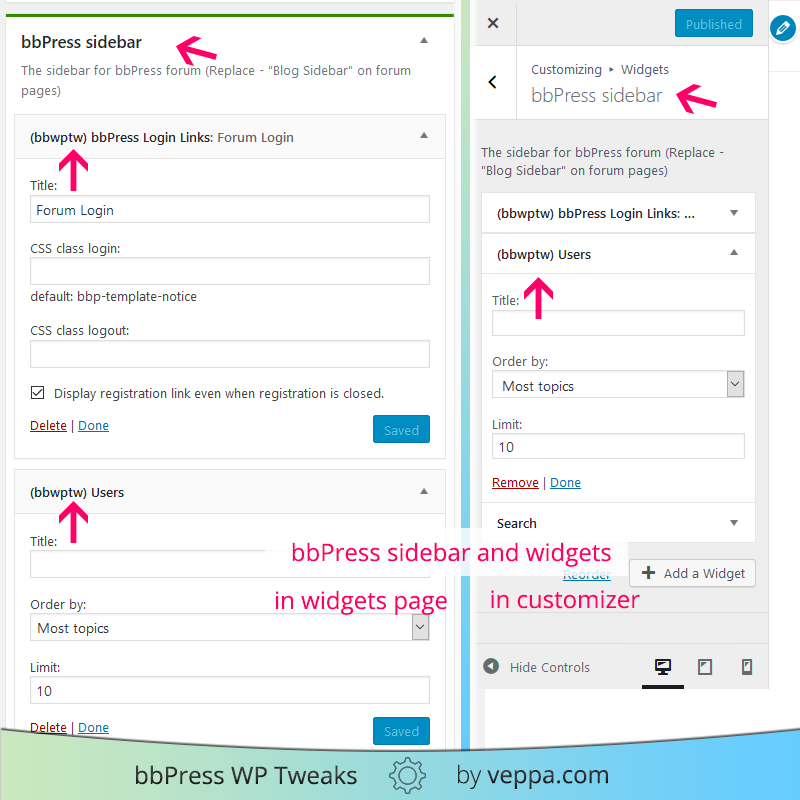 bbPress sidebar
The sidebar for bbPress forum (Replace - "Blog Sidebar" on forum
pages)
(bbwptw) bbPress Login Links: Forum Login
Title:
Forum Login
CSS class login:
default: bbp-template-notice
CSS class logout:
Display registration link even when registration is closed.
Delete | Done
Saved
(bbwptw) Users
Title:
Order by:
Most topics
Limit:
10
Delete | Done
Saved
Published
Customizing ▸ Widgets
bbPress sidebar
The sidebar for bbPress forum (Replace -
"Blog Sidebar" on forum pages)
(bbwptw) bbPress Login Links: ...
(bbwptw) Users
Title:
Order by:
Most topics
Limit:
10
Remove | Done
Search
Reorder
Add a Widget
Hide Controls
bbPress sidebar and widgets
in widgets page
in customizer
bbPress WP Tweaks
by veppa.com